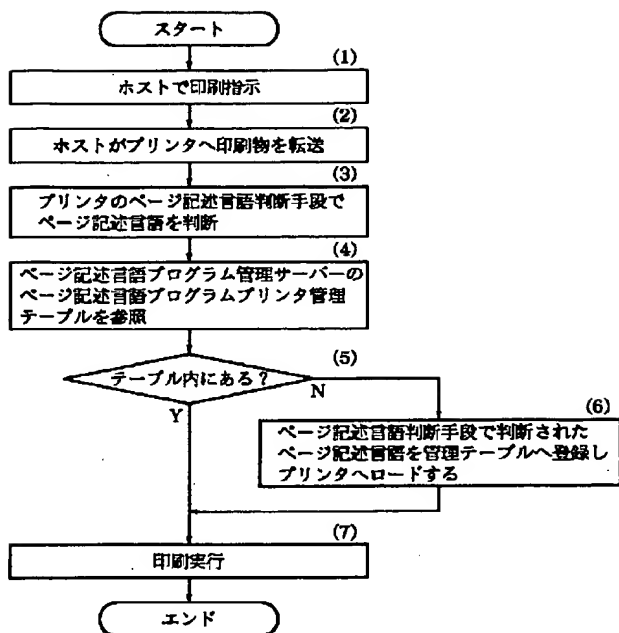 スタート
(1)
ホストで印刷指示
(2)
ホストがプリンタへ印刷物を転送
(3)
プリンタのページ記述言語判断手段で
ページ記述言語を判断
(4)
ページ記述言語プログラム管理サーバーの
ページ記述言語プログラムプリンタ管理
テーブルを参照
(5)
テーブル内にある?
N
Y
(6)
ページ記述言語判断手段で判断された
ページ記述言語を管理テーブルへ登録し
プリンタへロードする
(7)
印刷実行
エンド